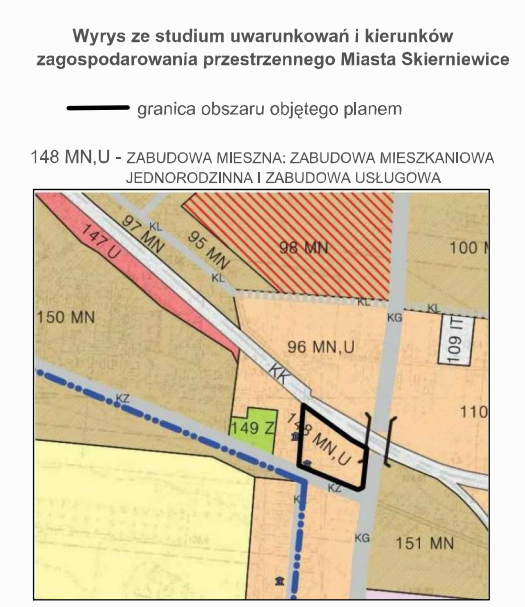 Wyrys ze studium uwarunkowań i kierunków
zagospodarowania przestrzennego Miasta Skierniewice
granica obszaru objętego planem
148 MN,U - ZABUDOWA MIESZNA: ZABUDOWA MIESZKANIOWA
JEDNORODZINNA I ZABUDOWA USŁUGOWA
97 MN
KL
95 MN
147 U
98 MN
100
KL
150 MN
KL
KL
KG
109 IT
96 MN,U
KK
KZ
110
149 Z
148 MN,U
KZ
KG
151 MN